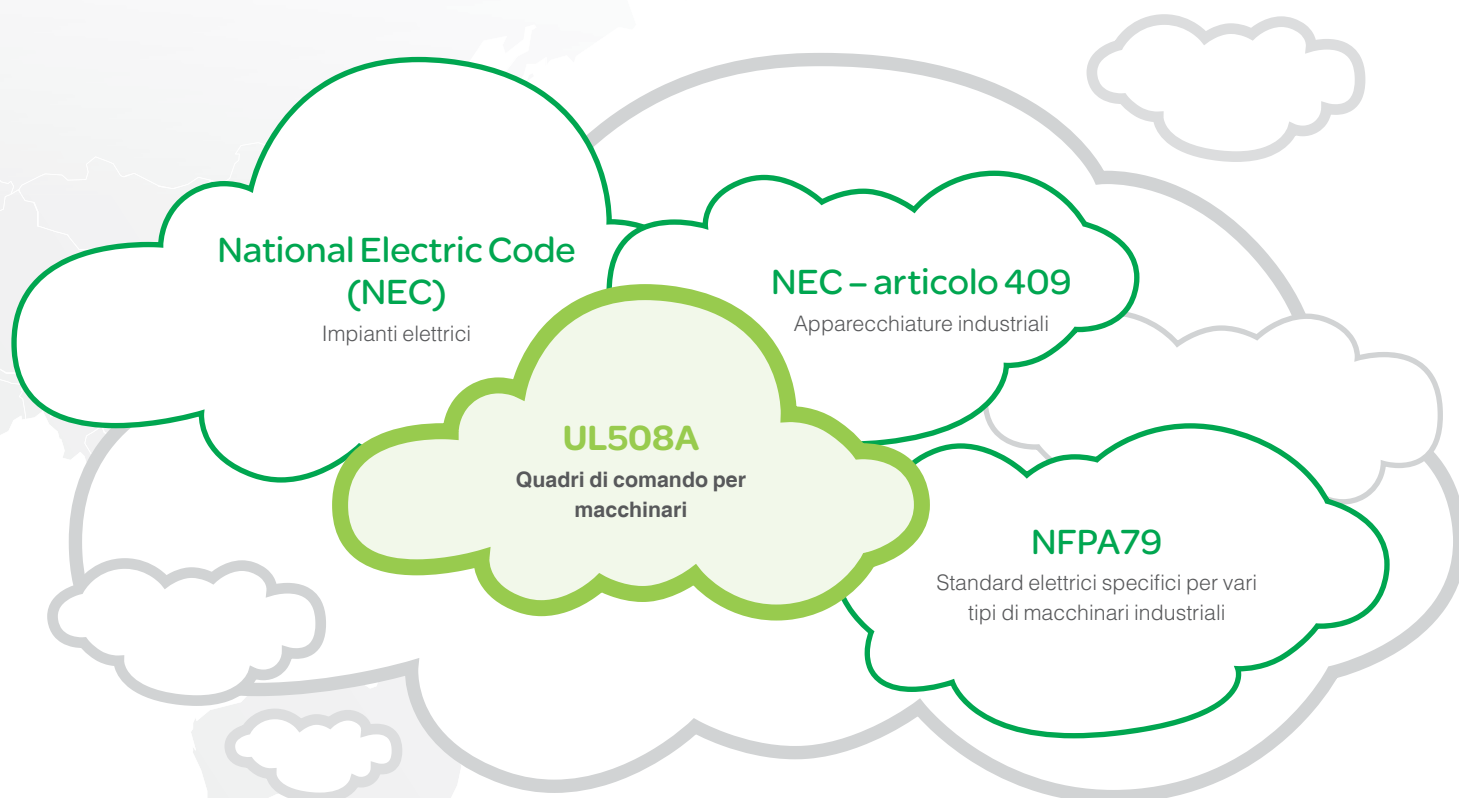 National Electric Code
(NEC)
Impianti elettrici
NEC – articolo 409
Apparecchiature industriali
UL508A
Quadri di comando per
macchinari
NFPA79
Standard elettrici specifici per vari
tipi di macchinari industriali